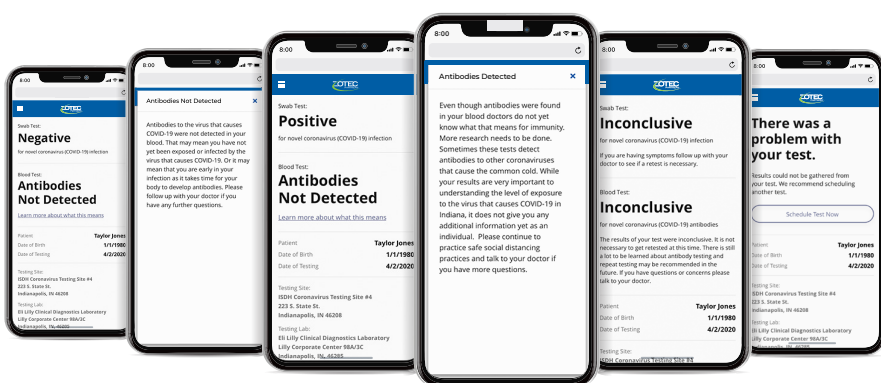 8:00
ZOTEC
Swab Test:
Negative
for novel coronavirus (COVID-19) infection
Blood Test:
Antibodies
Not Detected
Learn more about what this means
Patient Taylor Jones
Date of Birth 1/1/1980
Date of Testing 4/2/2020
Testing Site:
ISDH Coronavirus Testing Site #4
223 S. State St.
Indianapolis, IN 46208
Testing Lab:
Eli Lilly Clinical Diagnostics Laboratory
Lilly Corporate Center 98A/3C
Indianapolis, IN, 46285
8:00
Antibodies Not Detected ×
Antibodies to the virus that causes
COVID-19 were not detected in your
blood. That may mean you have not
yet been exposed or infected by the
virus that causes COVID-19. Or it may
mean that you are early in your
infection as it takes time for your
body to develop antibodies. Please
follow up with your doctor if you
have any further questions.
8:00
ZOTEC
Swab Test:
Positive
for novel coronavirus (COVID-19) infection
Blood Test:
Antibodies
Not Detected
Learn more about what this means
Patient Taylor Jones
Date of Birth 1/1/1980
Date of Testing 4/2/2020
Testing Site:
ISDH Coronavirus Testing Site #4
223 S. State St.
Indianapolis, IN 46208
Testing Lab:
Eli Lilly Clinical Diagnostics Laboratory
Lilly Corporate Center 98A/3C
Indianapolis, IN, 46285
8:00
Antibodies Detected ×
Even though antibodies were found
in your blood doctors do not yet
know what that means for immunity.
More research needs to be done.
Sometimes these tests detect
antibodies to other coronaviruses
that cause the common cold. While
your results are very important to
understanding the level of exposure
to the virus that causes COVID-19 in
Indiana, it does not give you any
additional information yet as an
individual. Please continue to
practice safe social distancing
practices and talk to your doctor if
you have more questions.
8:00
ZOTEC
Swab Test:
Inconclusive
for novel coronavirus (COVID-19) infection
If you are having symptoms follow up with your
doctor to see if a retest is necessary.
Blood Test:
Inconclusive
for novel coronavirus (COVID-19) antibodies
The results of your test were inconclusive. It is not
necessary to get retested at this time. There is still
a lot to be learned about antibody testing and
repeat testing may be recommended in the
future. If you have questions or concerns please
talk to your doctor.
Patient Taylor Jones
Date of Birth 1/1/1980
Date of Testing 4/2/2020
Testing Site:
ISDH Coronavirus Testing Site #4
8:00
ZOTEC
There was a
problem with
your test.
Results could not be gathered from
your test. We recommend scheduling
another test.
Schedule Test Now
Patient Taylor Jones
Date of Birth 1/1/1980
Date of Testing 4/2/2020
Testing Site:
ISDH Coronavirus Testing Site #4
223 S. State St.
Indianapolis, IN 46208
Testing Lab:
Eli Lilly Clinical Diagnostics Laboratory
Lilly Corporate Center 98A/3C